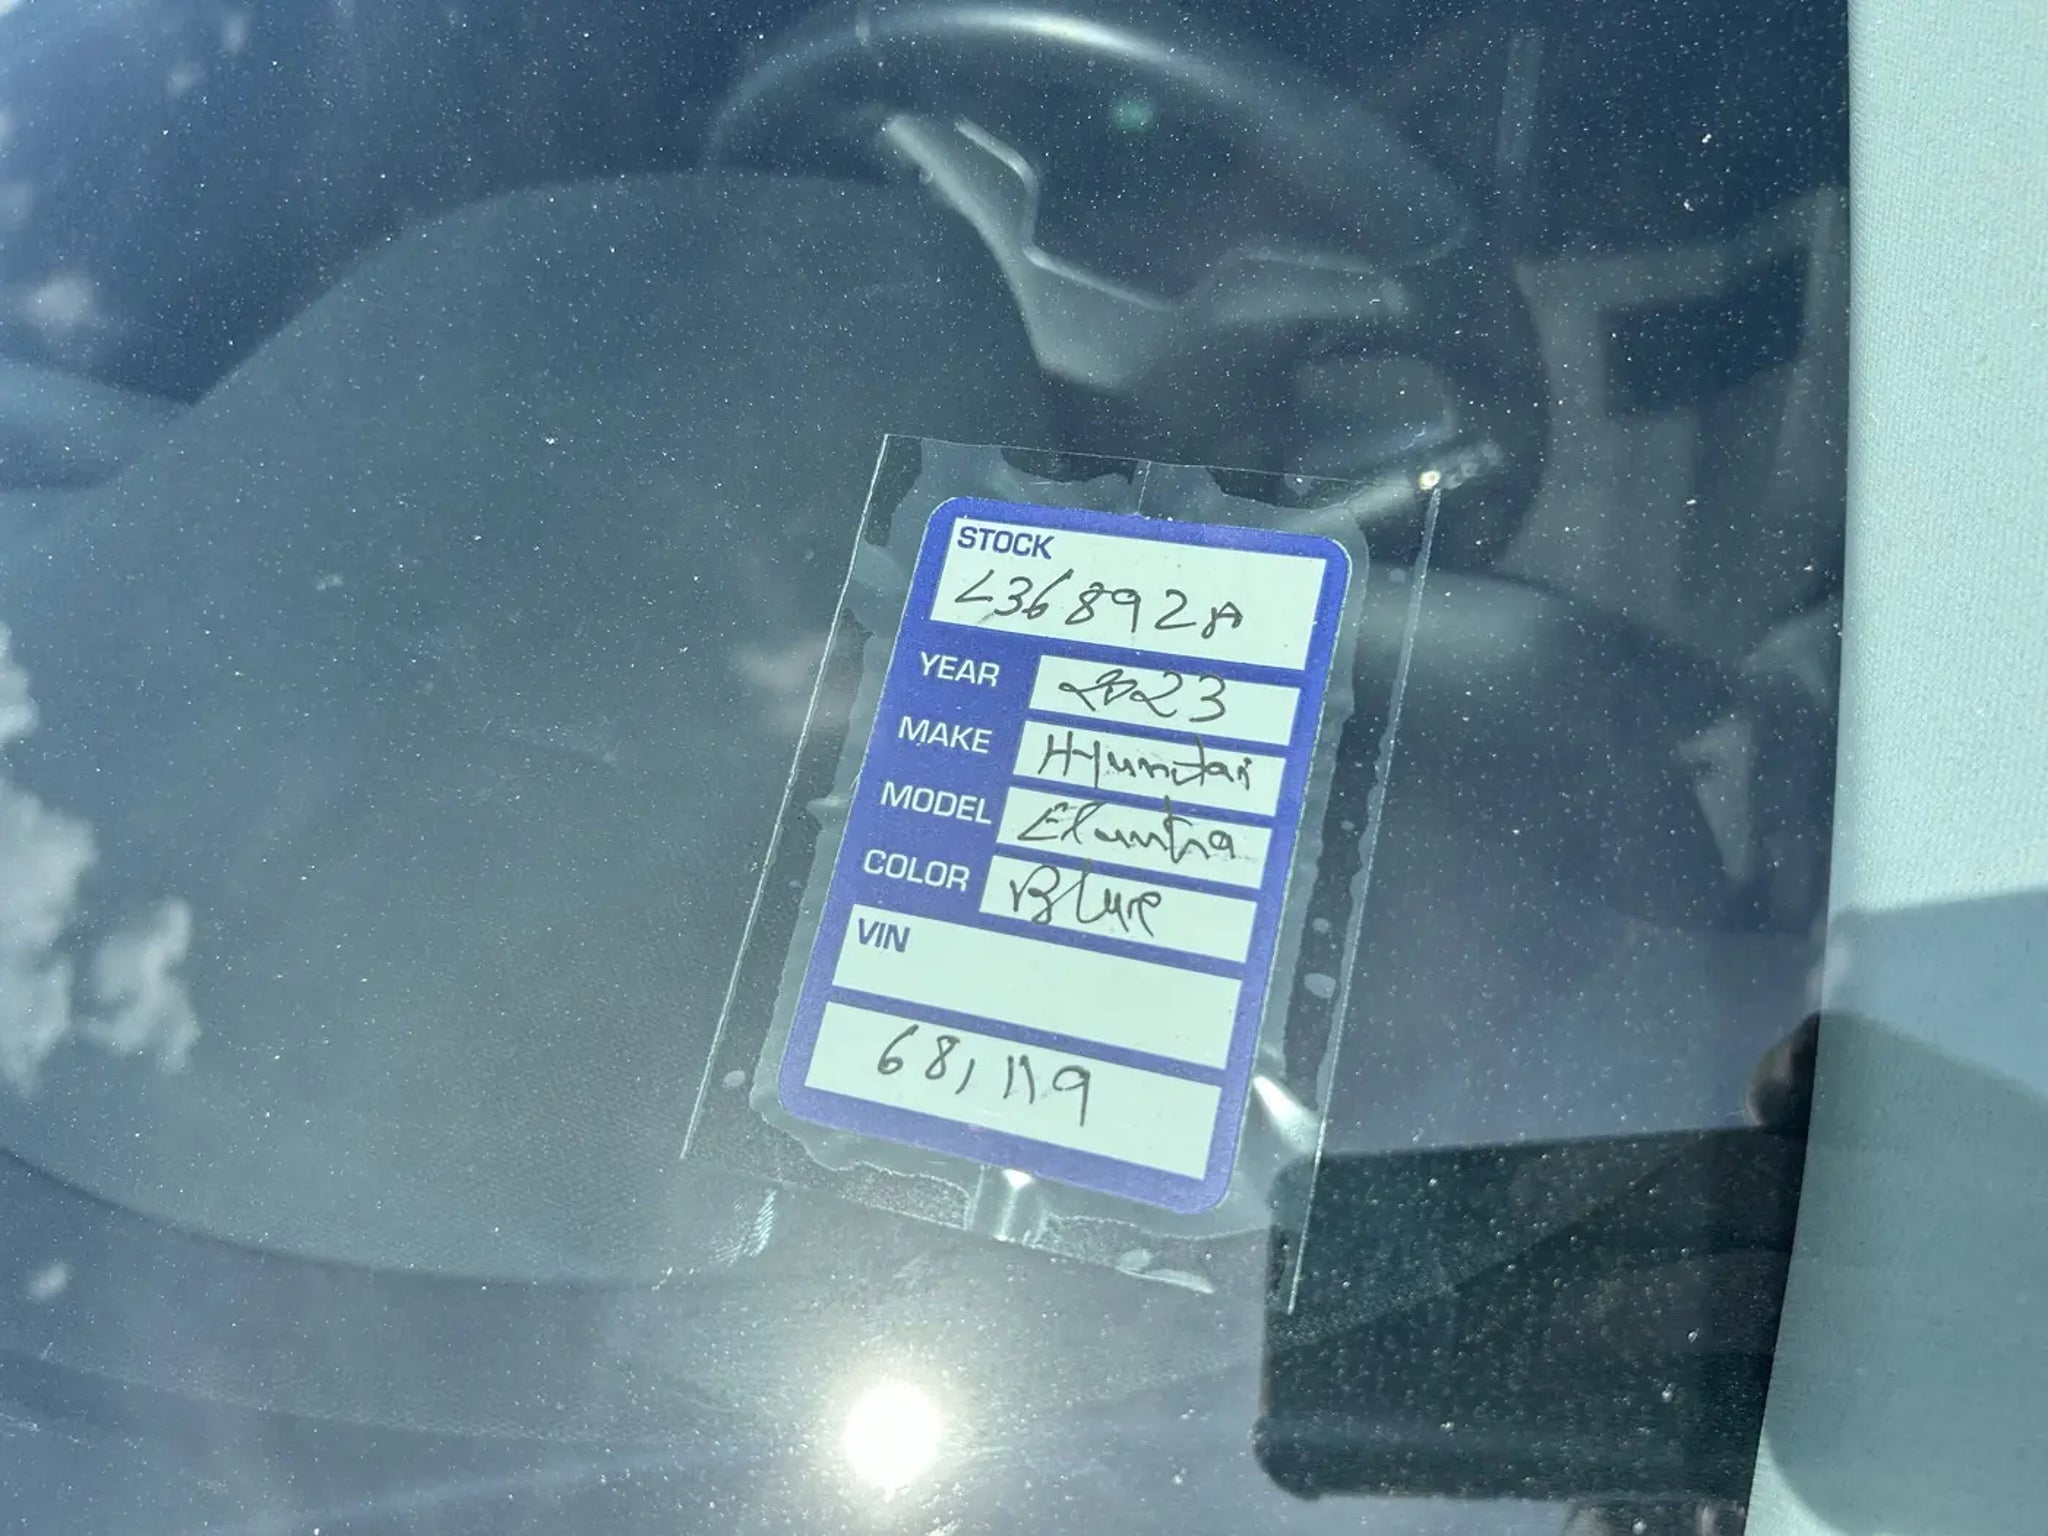 STOCK
L368928A
YEAR 2023
MAKE Hyundai
MODEL Elantra
COLOR Blue
VIN
68,119